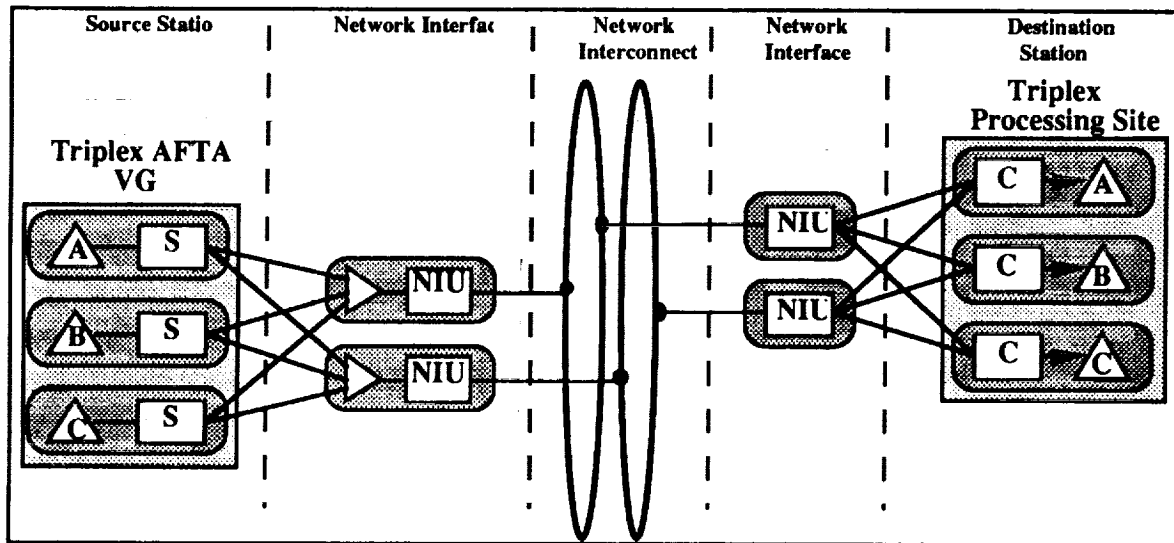 Source Statio
Network Interfac
Network
Interconnect
Network
Interface
Destination
Station
Triplex AFTA
VG
A
S
B
S
C
S
NIU
NIU
NIU
NIU
Triplex
Processing Site
C
A
C
B
C
C